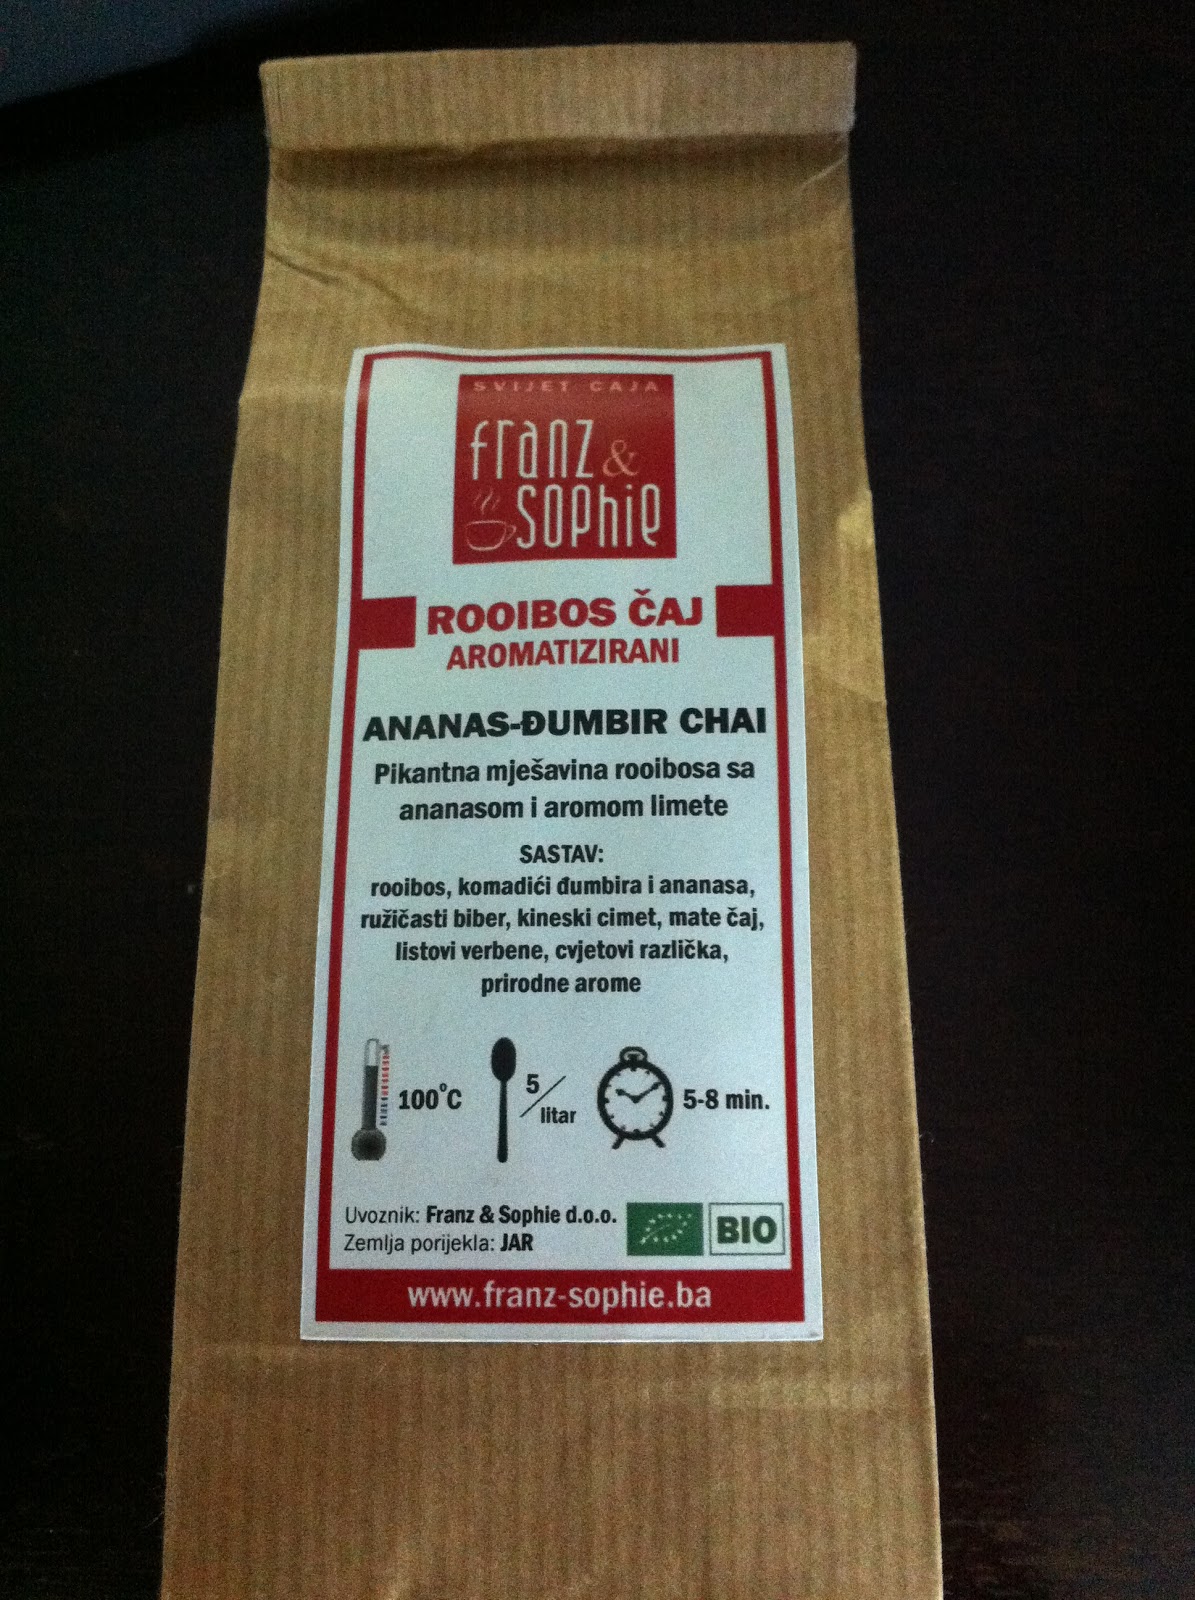 SVIJET ČAJA
franz &
sophie
ROOIBOS ČAJ
AROMATIZIRANI
ANANAS-ĐUMBIR CHAI
Pikantna mješavina rooibosa sa
ananasom i aromom limete
SASTAV:
rooibos, komadići đumbira i ananasa,
ružičasti biber, kineski cimet, mate čaj,
listovi verbene, cvjetovi različka,
prirodne arome
100°C
5/
litar
5-8 min.
Uvoznik: Franz & Sophie d.o.o.
Zemlja porijekla: JAR
BIO
www.franz-sophie.ba